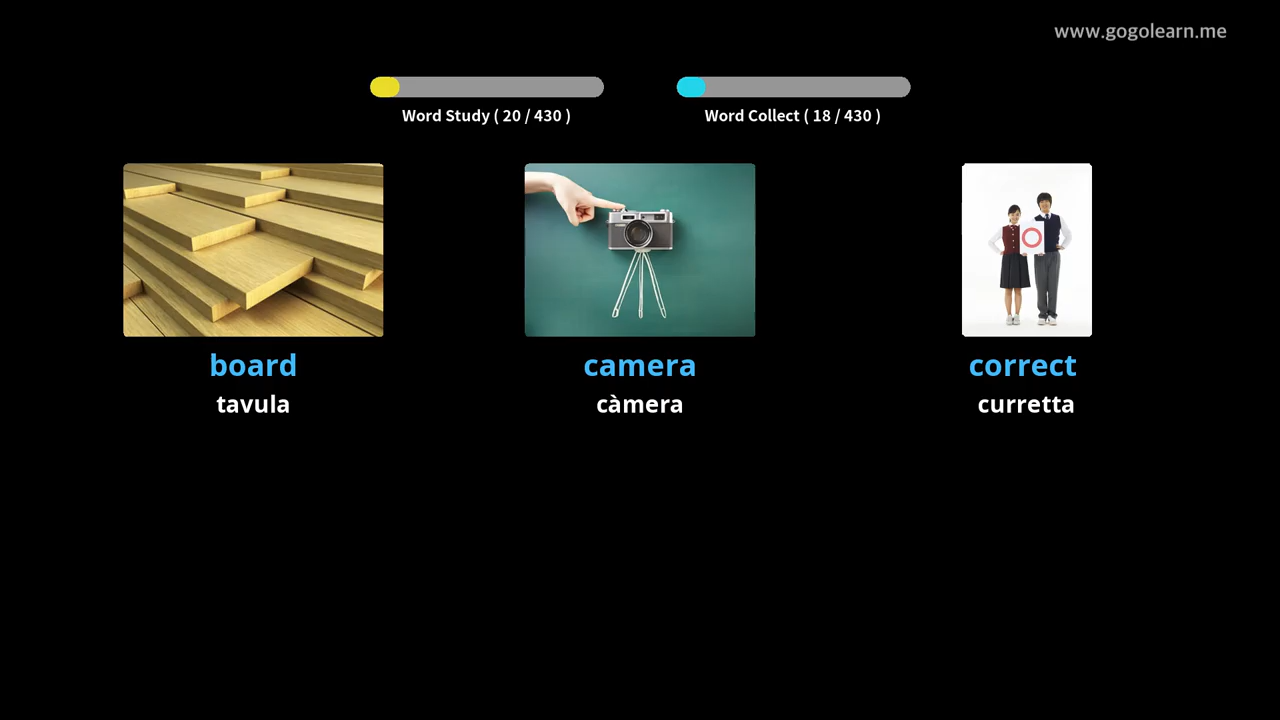 www.gogolearn.me
Word Study ( 20 / 430 )
Word Collect ( 18 / 430 )
board
tavula
camera
càmera
correct
curretta